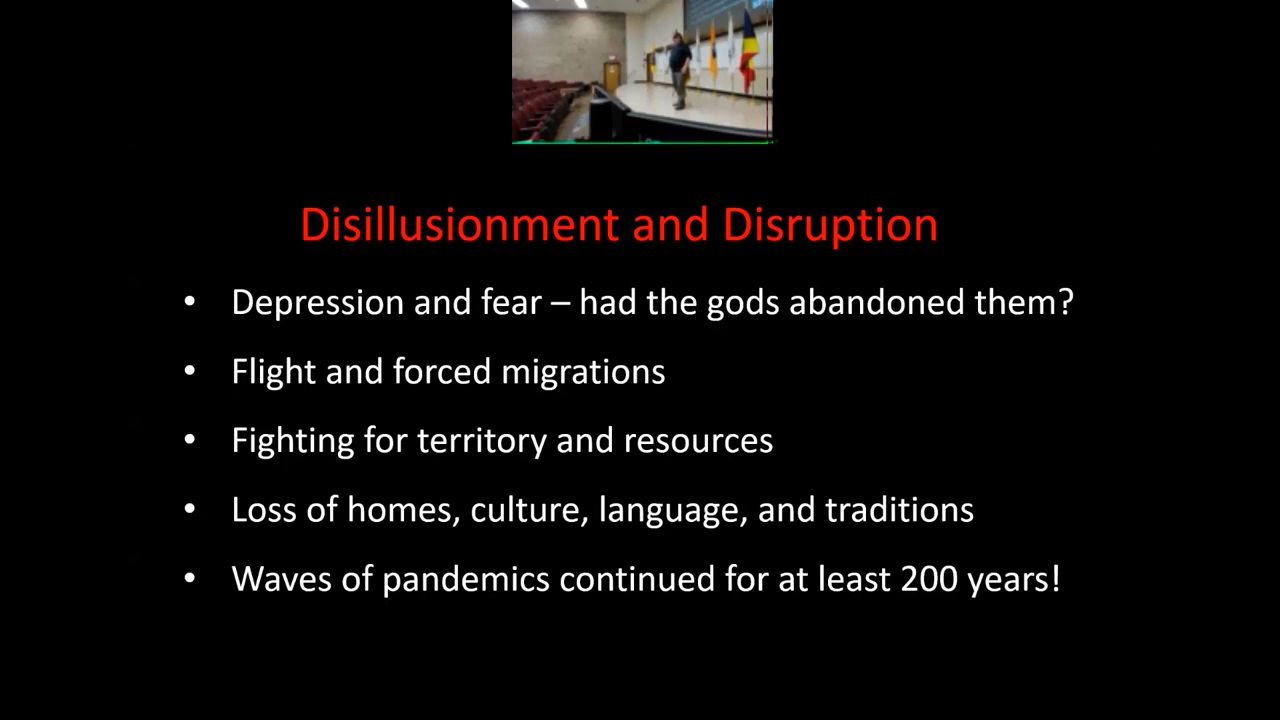 Disillusionment and Disruption
• Depression and fear – had the gods abandoned them?
• Flight and forced migrations
• Fighting for territory and resources
• Loss of homes, culture, language, and traditions
• Waves of pandemics continued for at least 200 years!